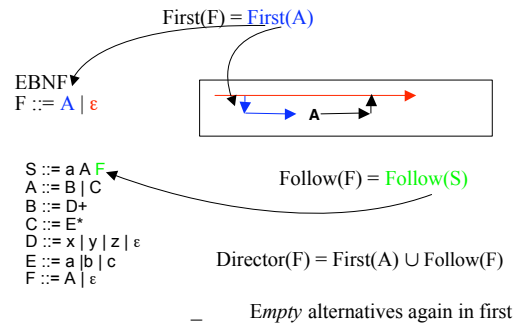 First(F) = First(A)
EBNF
F ::= A | ε
A
S ::= a A F
A ::= B | C
B ::= D+
C ::= E*
D ::= x | y | z | ε
E ::= a |b | c
F ::= A | ε
Follow(F) = Follow(S)
Director(F) = First(A) ∪ Follow(F)
_ Empty alternatives again in first